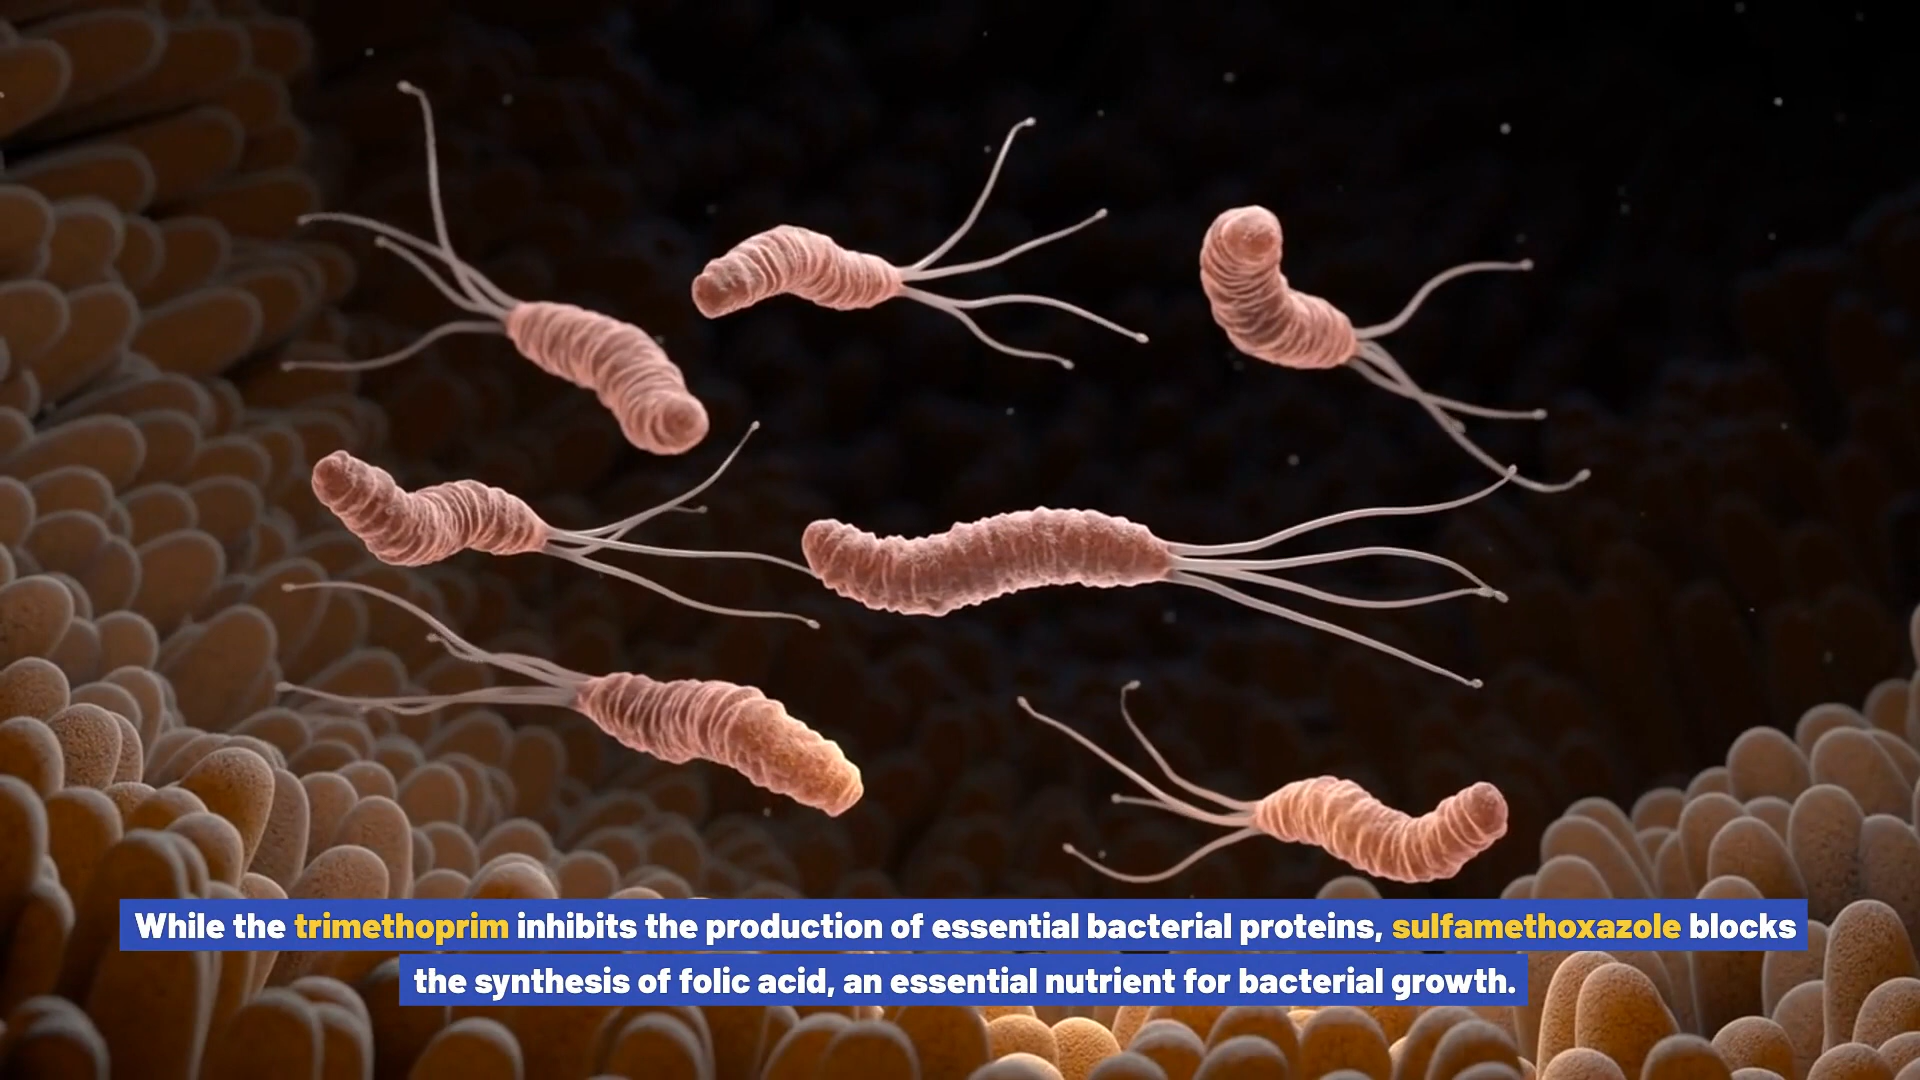 While the trimethoprim inhibits the production of essential bacterial proteins, sulfamethoxazole blocks
the synthesis of folic acid, an essential nutrient for bacterial growth.